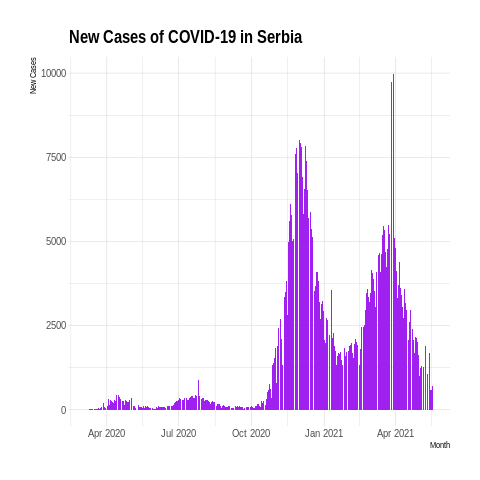 New Cases of COVID-19 in Serbia
New Cases
10000
7500
5000
2500
0
Apr 2020 Jul 2020 Oct 2020 Jan 2021 Apr 2021
Month